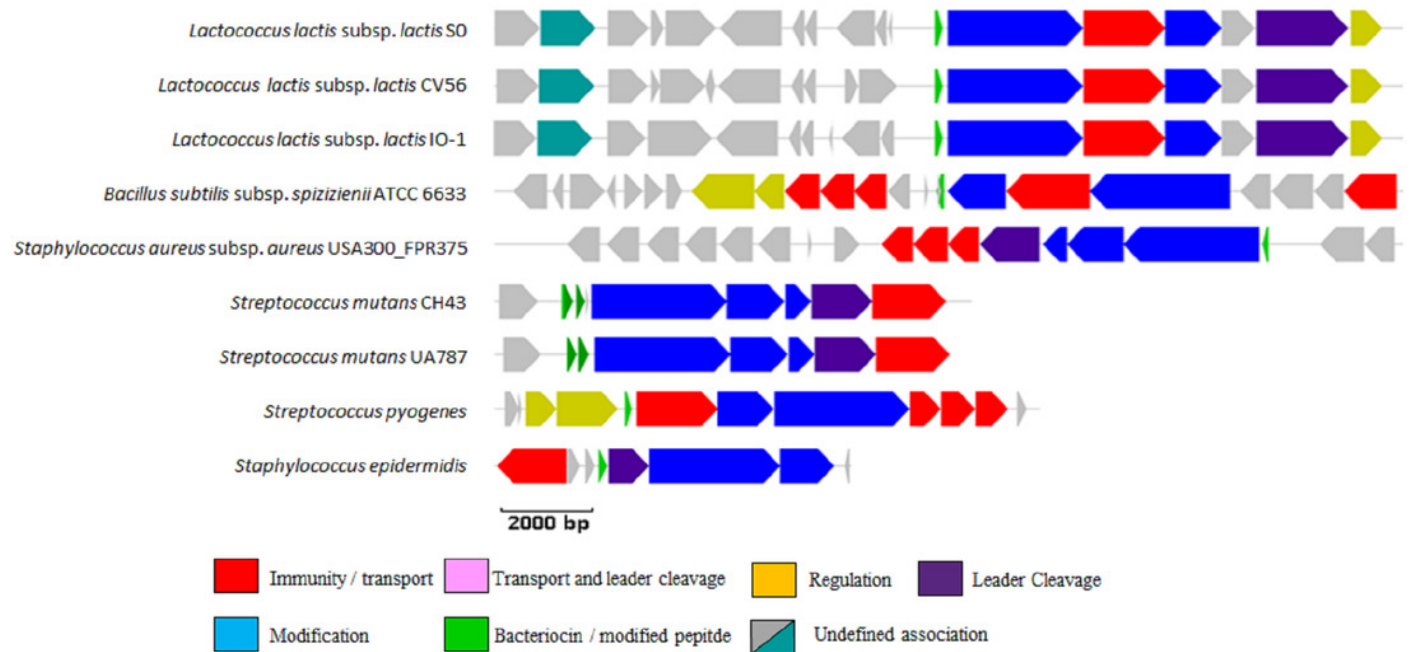 Lactococcus lactis subsp. lactis S0
Lactococcus lactis subsp. lactis CV56
Lactococcus lactis subsp. lactis IO-1
Bacillus subtilis subsp. spizizienii ATCC 6633
Staphylococcus aureus subsp. aureus USA300_FPR375
Streptococcus mutans CH43
Streptococcus mutans UA787
Streptococcus pyogenes
Staphylococcus epidermidis
2000 bp
Immunity / transport
Transport and leader cleavage
Regulation
Leader Cleavage
Modification
Bacteriocin / modified pepitde
Undefined association